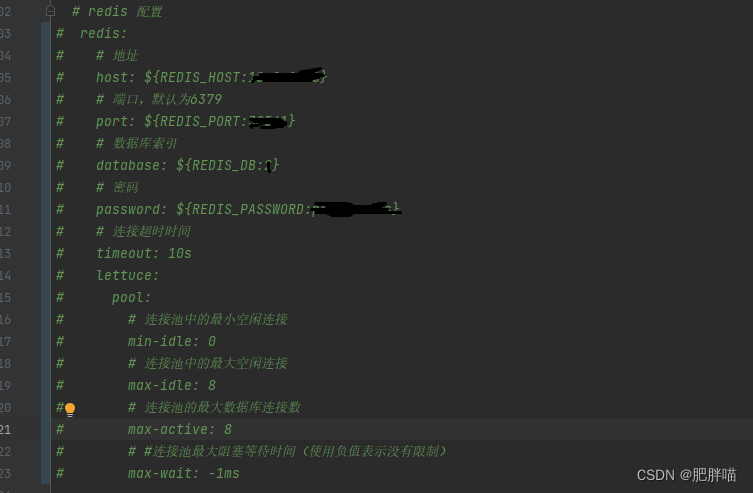 02 # redis 配置
03 # redis:
04 # # 地址
05 # host: ${REDIS_HOST: }
06 # # 端口，默认为6379
07 # port: ${REDIS_PORT: }
08 # # 数据库索引
09 # database: ${REDIS_DB: }
10 # # 密码
11 # password: ${REDIS_PASSWORD: }
12 # # 连接超时时间
13 # timeout: 10s
14 # lettuce:
15 # pool:
16 # # 连接池中的最小空闲连接
17 # min-idle: 0
18 # # 连接池中的最大空闲连接
19 # max-idle: 8
20 # # 连接池的最大数据库连接数
21 # max-active: 8
22 # # #连接池最大阻塞等待时间（使用负值表示没有限制）
23 # max-wait: -1ms
CSDN @肥胖喵